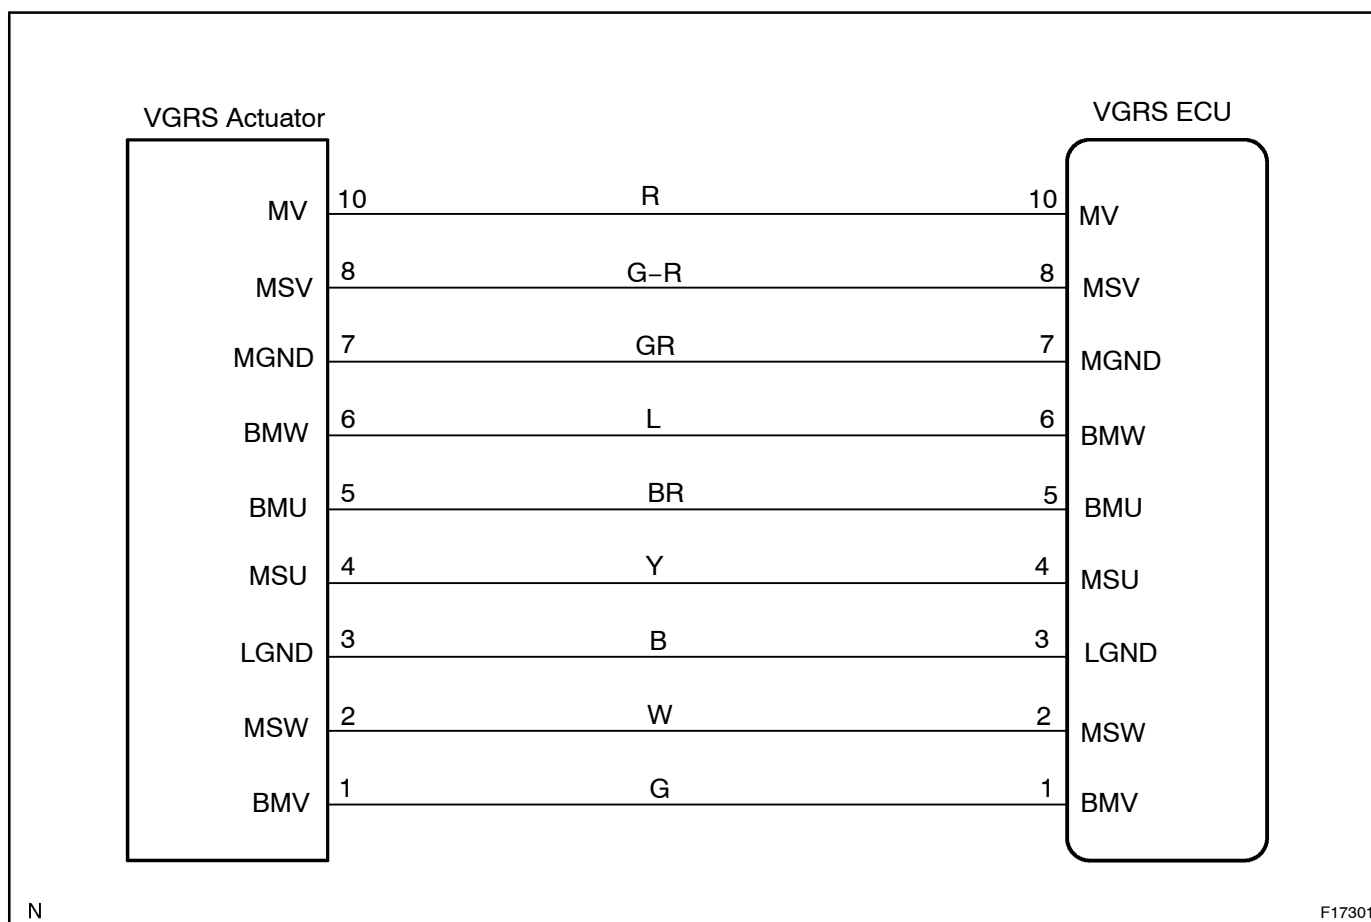 VGRS Actuator
VGRS ECU
MV 10 R 10 MV
MSV 8 G−R 8 MSV
MGND 7 GR 7 MGND
BMW 6 L 6 BMW
BMU 5 BR 5 BMU
MSU 4 Y 4 MSU
LGND 3 B 3 LGND
MSW 2 W 2 MSW
BMV 1 G 1 BMV
N
F17301